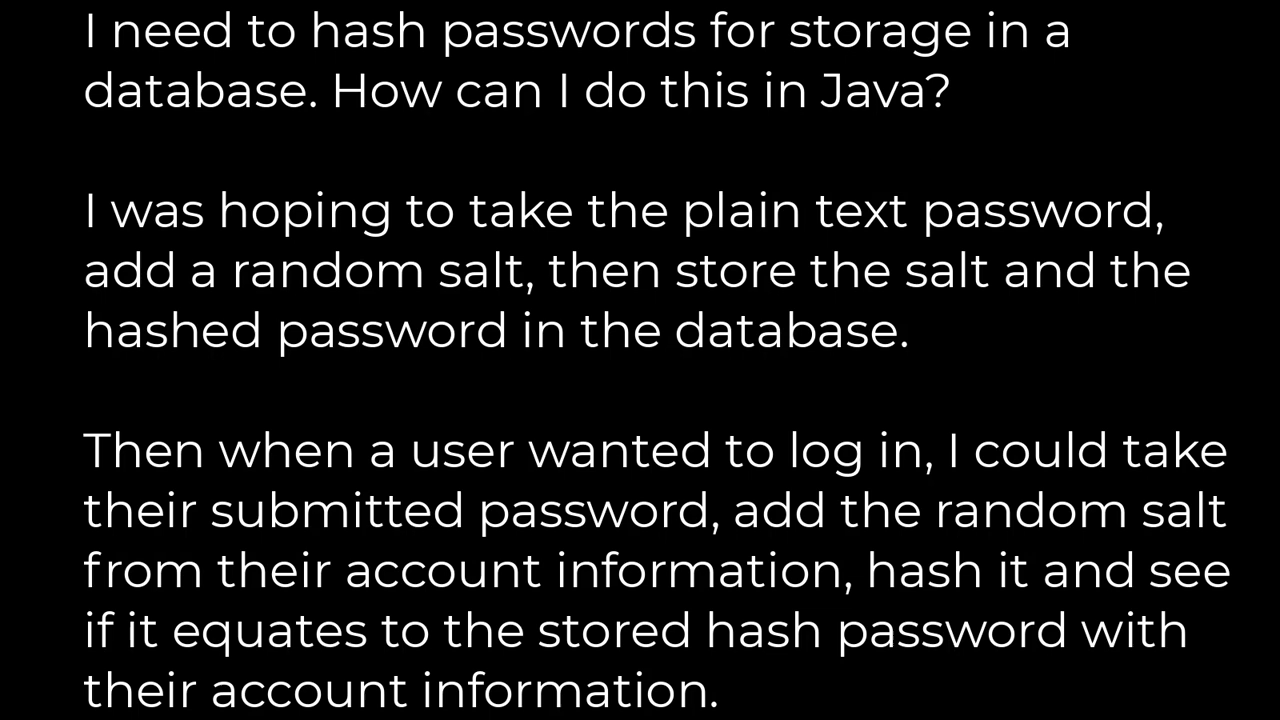 I need to hash passwords for storage in a
database. How can I do this in Java?
I was hoping to take the plain text password,
add a random salt, then store the salt and the
hashed password in the database.
Then when a user wanted to log in, I could take
their submitted password, add the random salt
from their account information, hash it and see
if it equates to the stored hash password with
their account information.